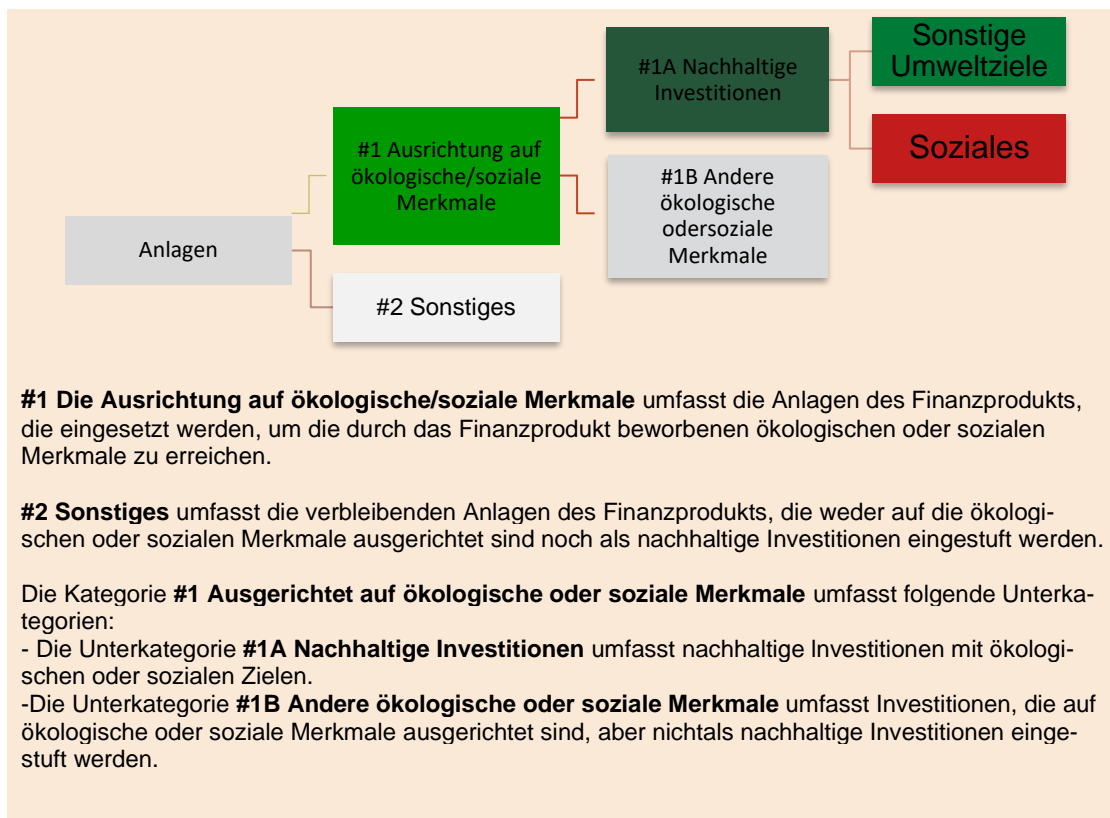 Sonstige
Umweltziele
#1A Nachhaltige
Investitionen
Soziales
#1 Ausrichtung auf
ökologische/soziale
Merkmale
#1B Andere
ökologische
odersoziale
Merkmale
Anlagen
#2 Sonstiges
#1 Die Ausrichtung auf ökologische/soziale Merkmale umfasst die Anlagen des Finanzprodukts,
die eingesetzt werden, um die durch das Finanzprodukt beworbenen ökologischen oder sozialen
Merkmale zu erreichen.
#2 Sonstiges umfasst die verbleibenden Anlagen des Finanzprodukts, die weder auf die ökologi-
schen oder sozialen Merkmale ausgerichtet sind noch als nachhaltige Investitionen eingestuft werden.
Die Kategorie #1 Ausgerichtet auf ökologische oder soziale Merkmale umfasst folgende Unterka-
tegorien:
- Die Unterkategorie #1A Nachhaltige Investitionen umfasst nachhaltige Investitionen mit ökologi-
schen oder sozialen Zielen.
-Die Unterkategorie #1B Andere ökologische oder soziale Merkmale umfasst Investitionen, die auf
ökologische oder soziale Merkmale ausgerichtet sind, aber nichtals nachhaltige Investitionen einge-
stuft werden.